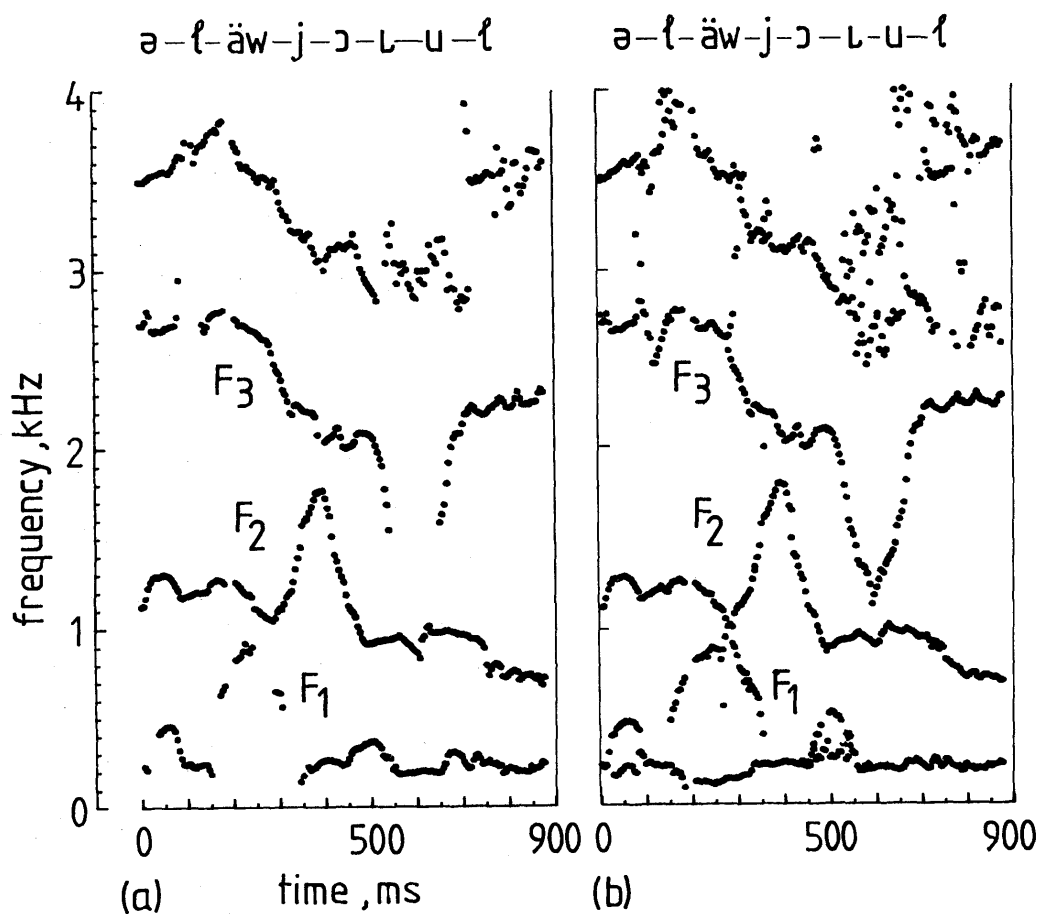 ə–ɫ–äw–j–ɔ–ɩ–u–ɫ
ə–ɫ–äw–j–ɔ–ɩ–u–ɫ
4
3
2
1
0
frequency, kHz
F3
F2
F1
F3
F2
F1
0 500 900
0 500 900
(a) time, ms (b)